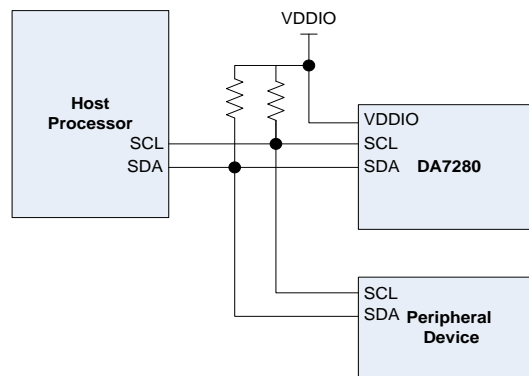 VDDIO
Host
Processor
SCL
SDA
VDDIO
SCL
SDA
DA7280
SCL
SDA
Peripheral
Device